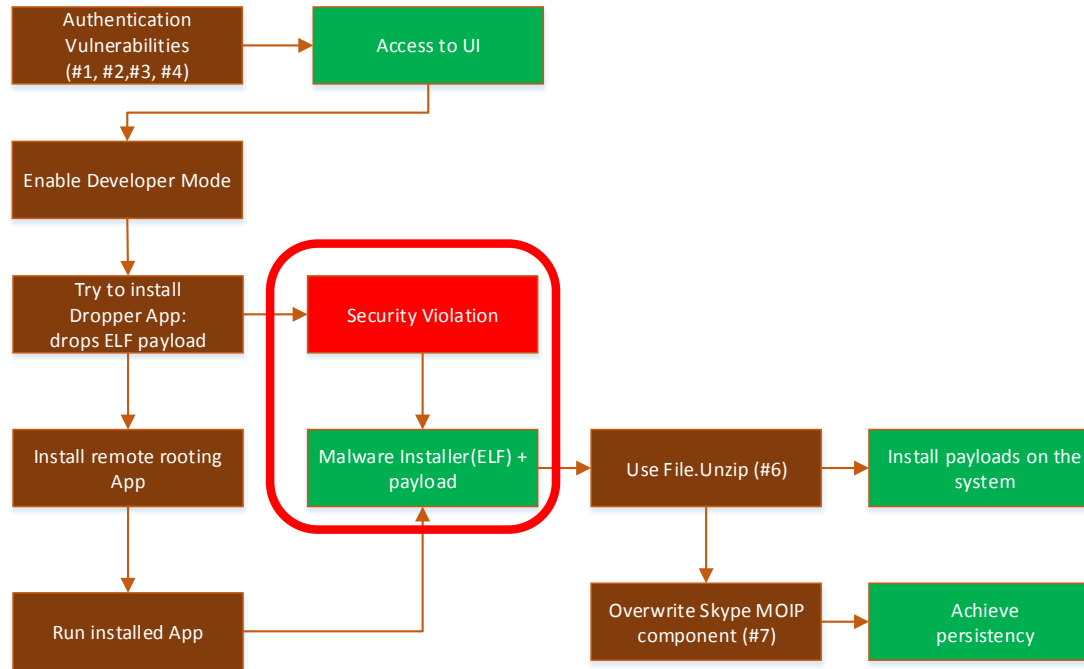 Authentication
Vulnerabilities
(#1, #2,#3, #4)
Access to UI
Enable Developer Mode
Try to install
Dropper App:
drops ELF payload
Security Violation
Install remote rooting
App
Malware Installer(ELF) +
payload
Use File.Unzip (#6)
Install payloads on the
system
Run installed App
Overwrite Skype MOIP
component (#7)
Achieve
persistency